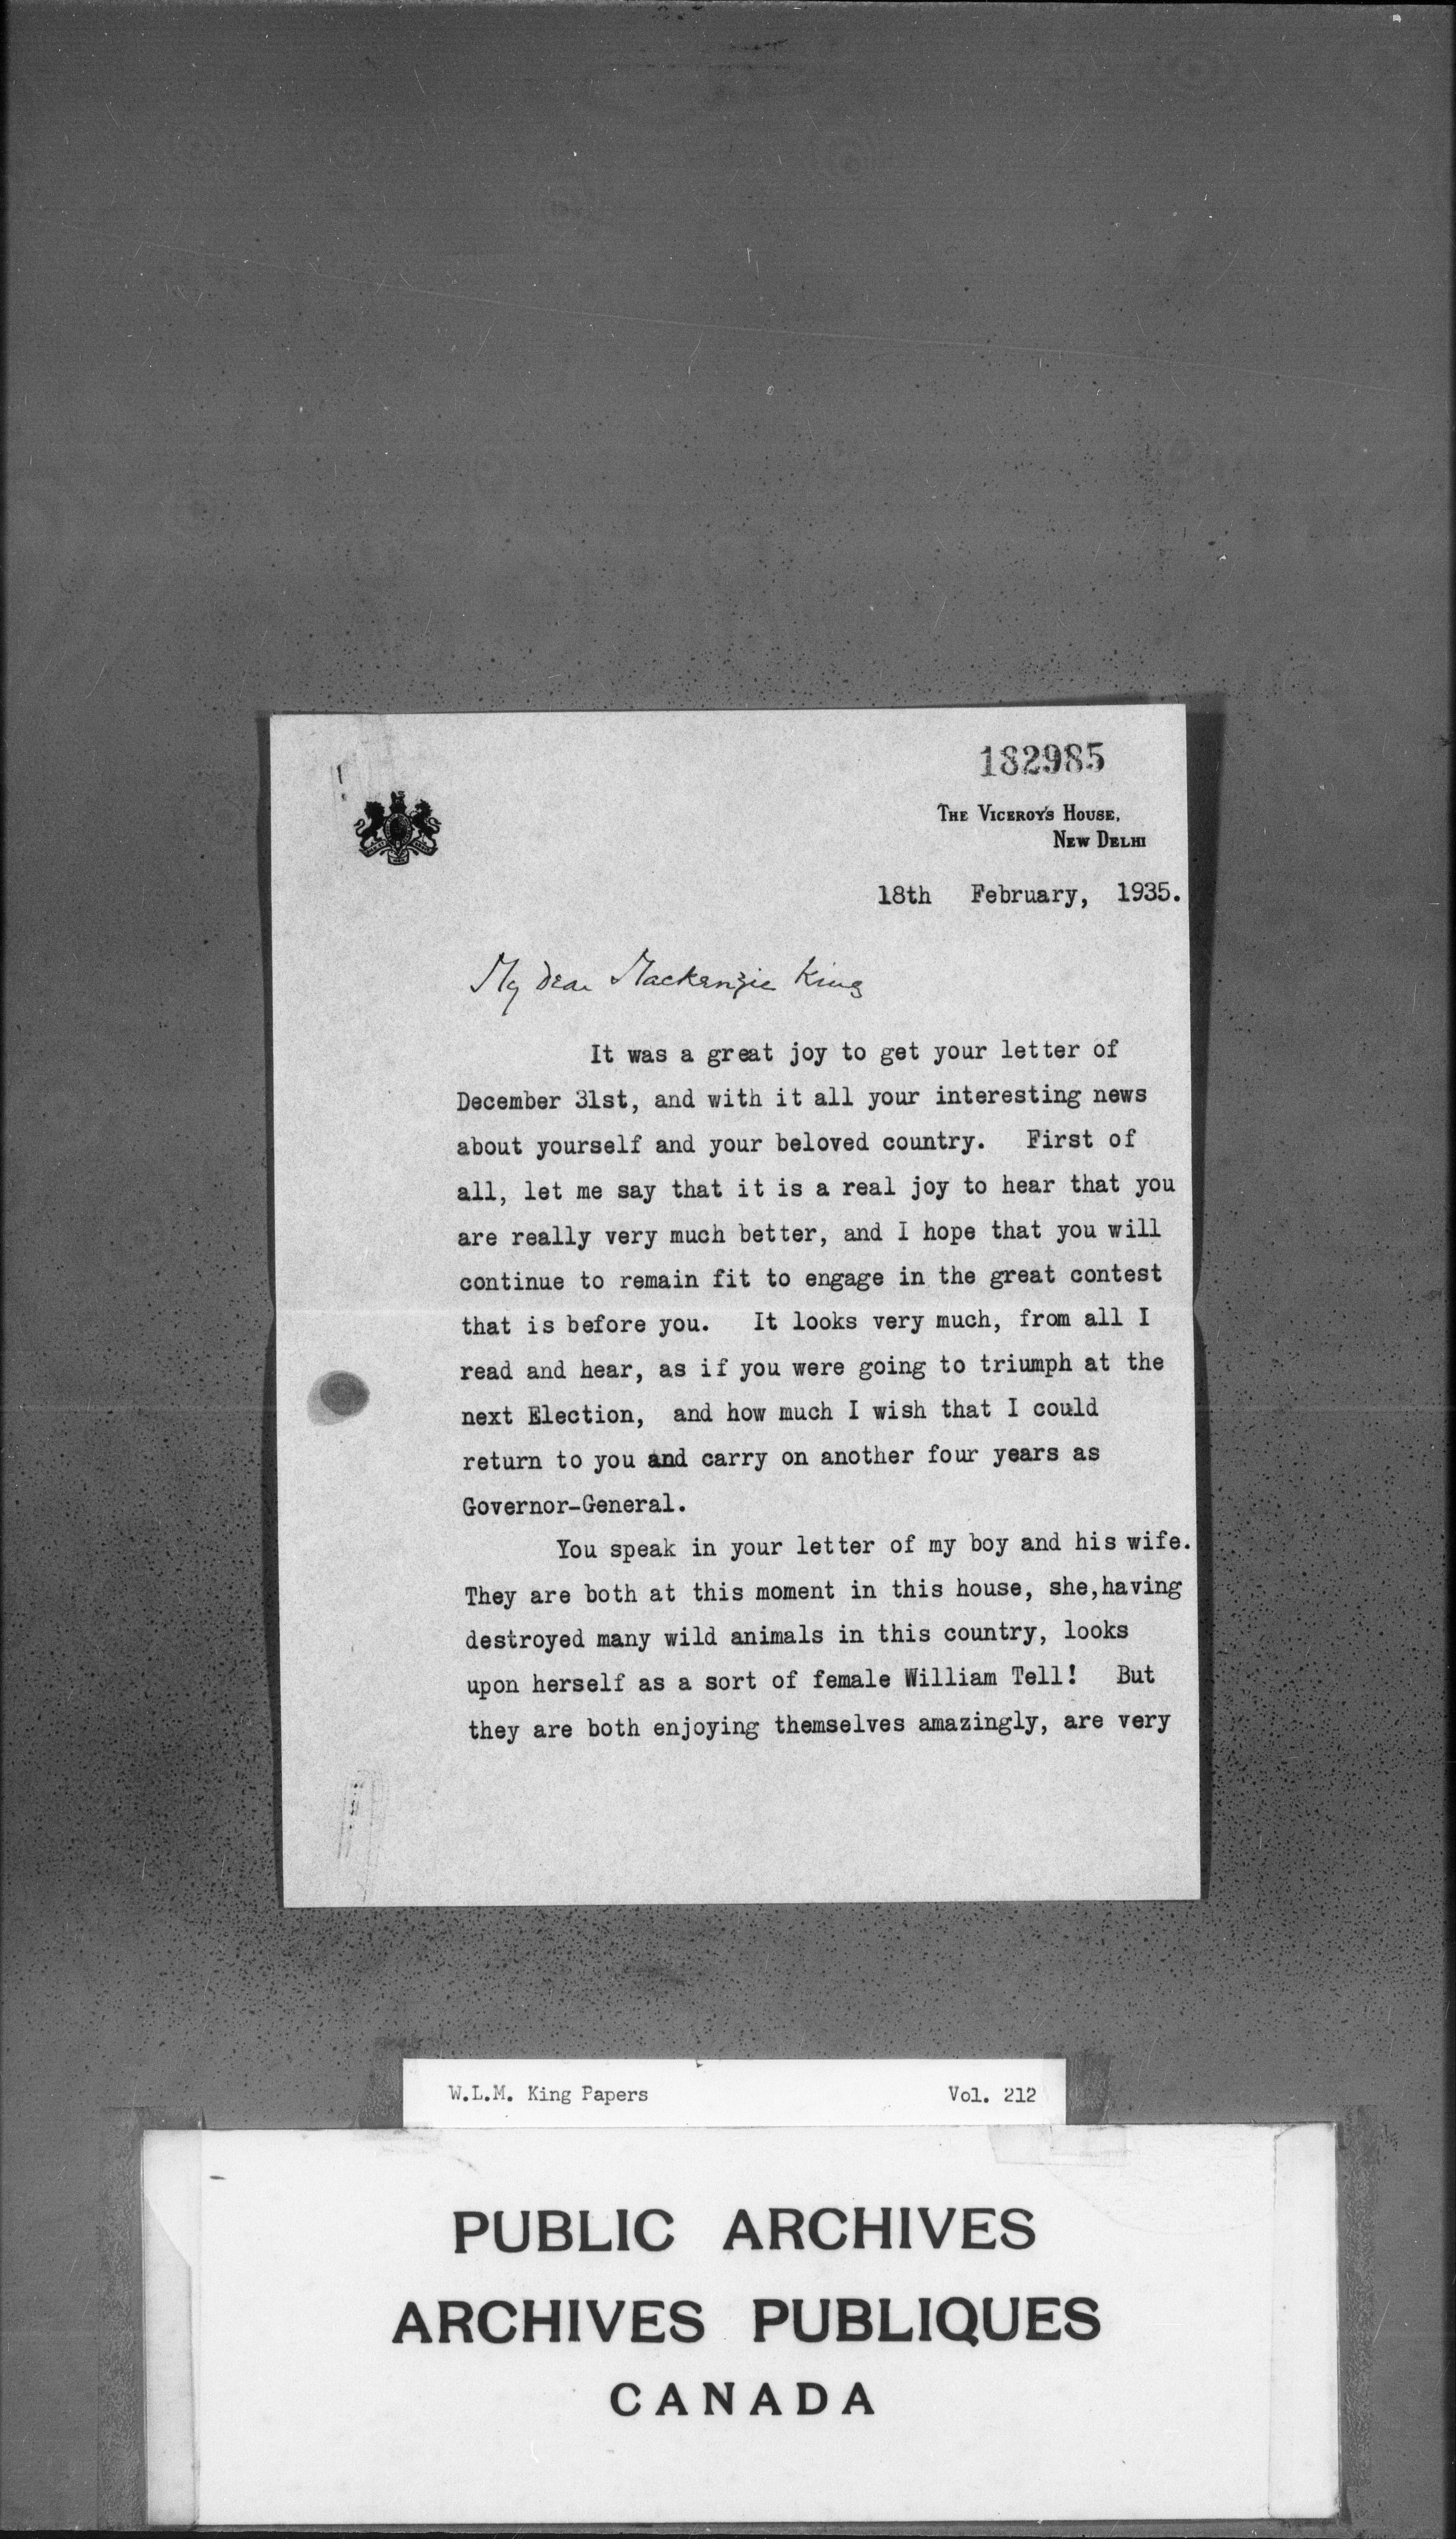 182985
THE VICEROY'S HOUSE,
NEW DELHI
18th February, 1935.
My dear Mackenzie King
It was a great joy to get your letter of
December 31st, and with it all your interesting news
about yourself and your beloved country. First of
all, let me say that it is a real joy to hear that you
are really very much better, and I hope that you will
continue to remain fit to engage in the great contest
that is before you. It looks very much, from all I
read and hear, as if you were going to triumph at the
next Election, and how much I wish that I could
return to you and carry on another four years as
Governor-General.
You speak in your letter of my boy and his wife.
They are both at this moment in this house, she,having
destroyed many wild animals in this country, looks
upon herself as a sort of female William Tell! But
they are both enjoying themselves amazingly, are very
W.L.M. King Papers Vol. 212
PUBLIC ARCHIVES
ARCHIVES PUBLIQUES
CANADA